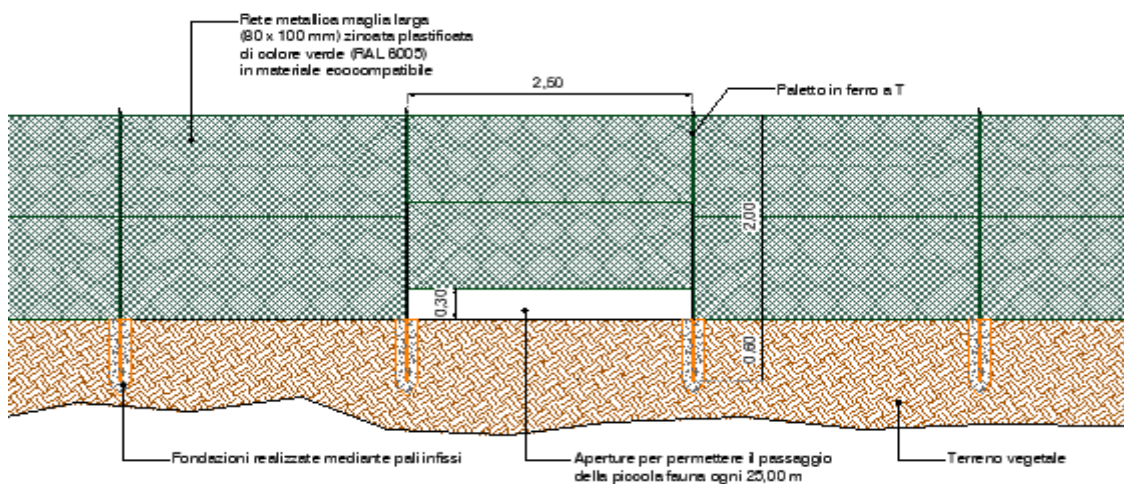 Rete metallica maglia larga
(80 x 100 mm) zincata plastificata
di colore verde (RAL 6005)
in materiale ecocompatibile
2,50
Paletto in ferro a T
2,00
0,30
0,60
Fondazioni realizzate mediante pali infissi
Aperture per permettere il passaggio
della piccola fauna ogni 25,00 m
Terreno vegetale